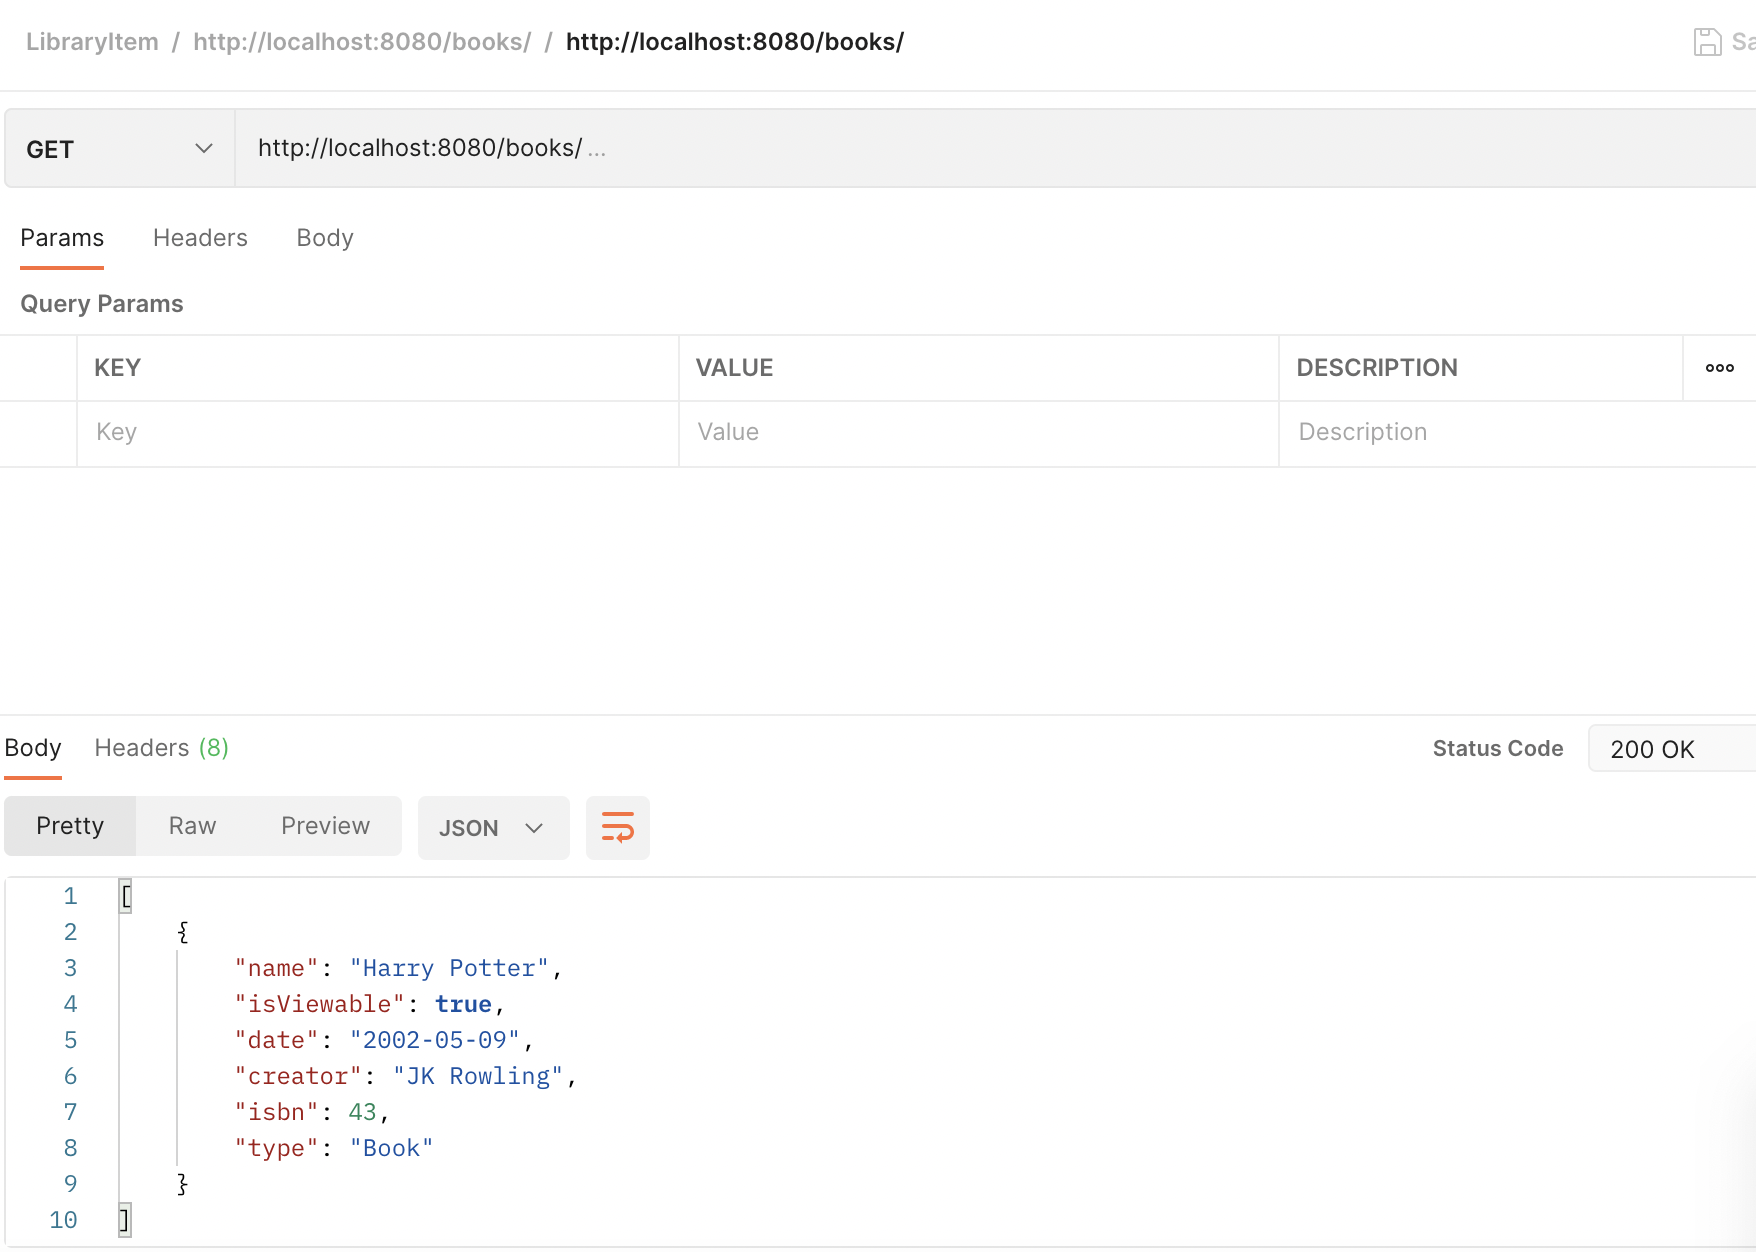 LibraryItem / http://localhost:8080/books/ / http://localhost:8080/books/
GET http://localhost:8080/books/ ...
Params Headers Body
Query Params
KEY VALUE DESCRIPTION
Key Value Description
Body Headers (8) Status Code 200 OK
Pretty Raw Preview JSON
1 [
2 {
3 "name": "Harry Potter",
4 "isViewable": true,
5 "date": "2002-05-09",
6 "creator": "JK Rowling",
7 "isbn": 43,
8 "type": "Book"
9 }
10 ]